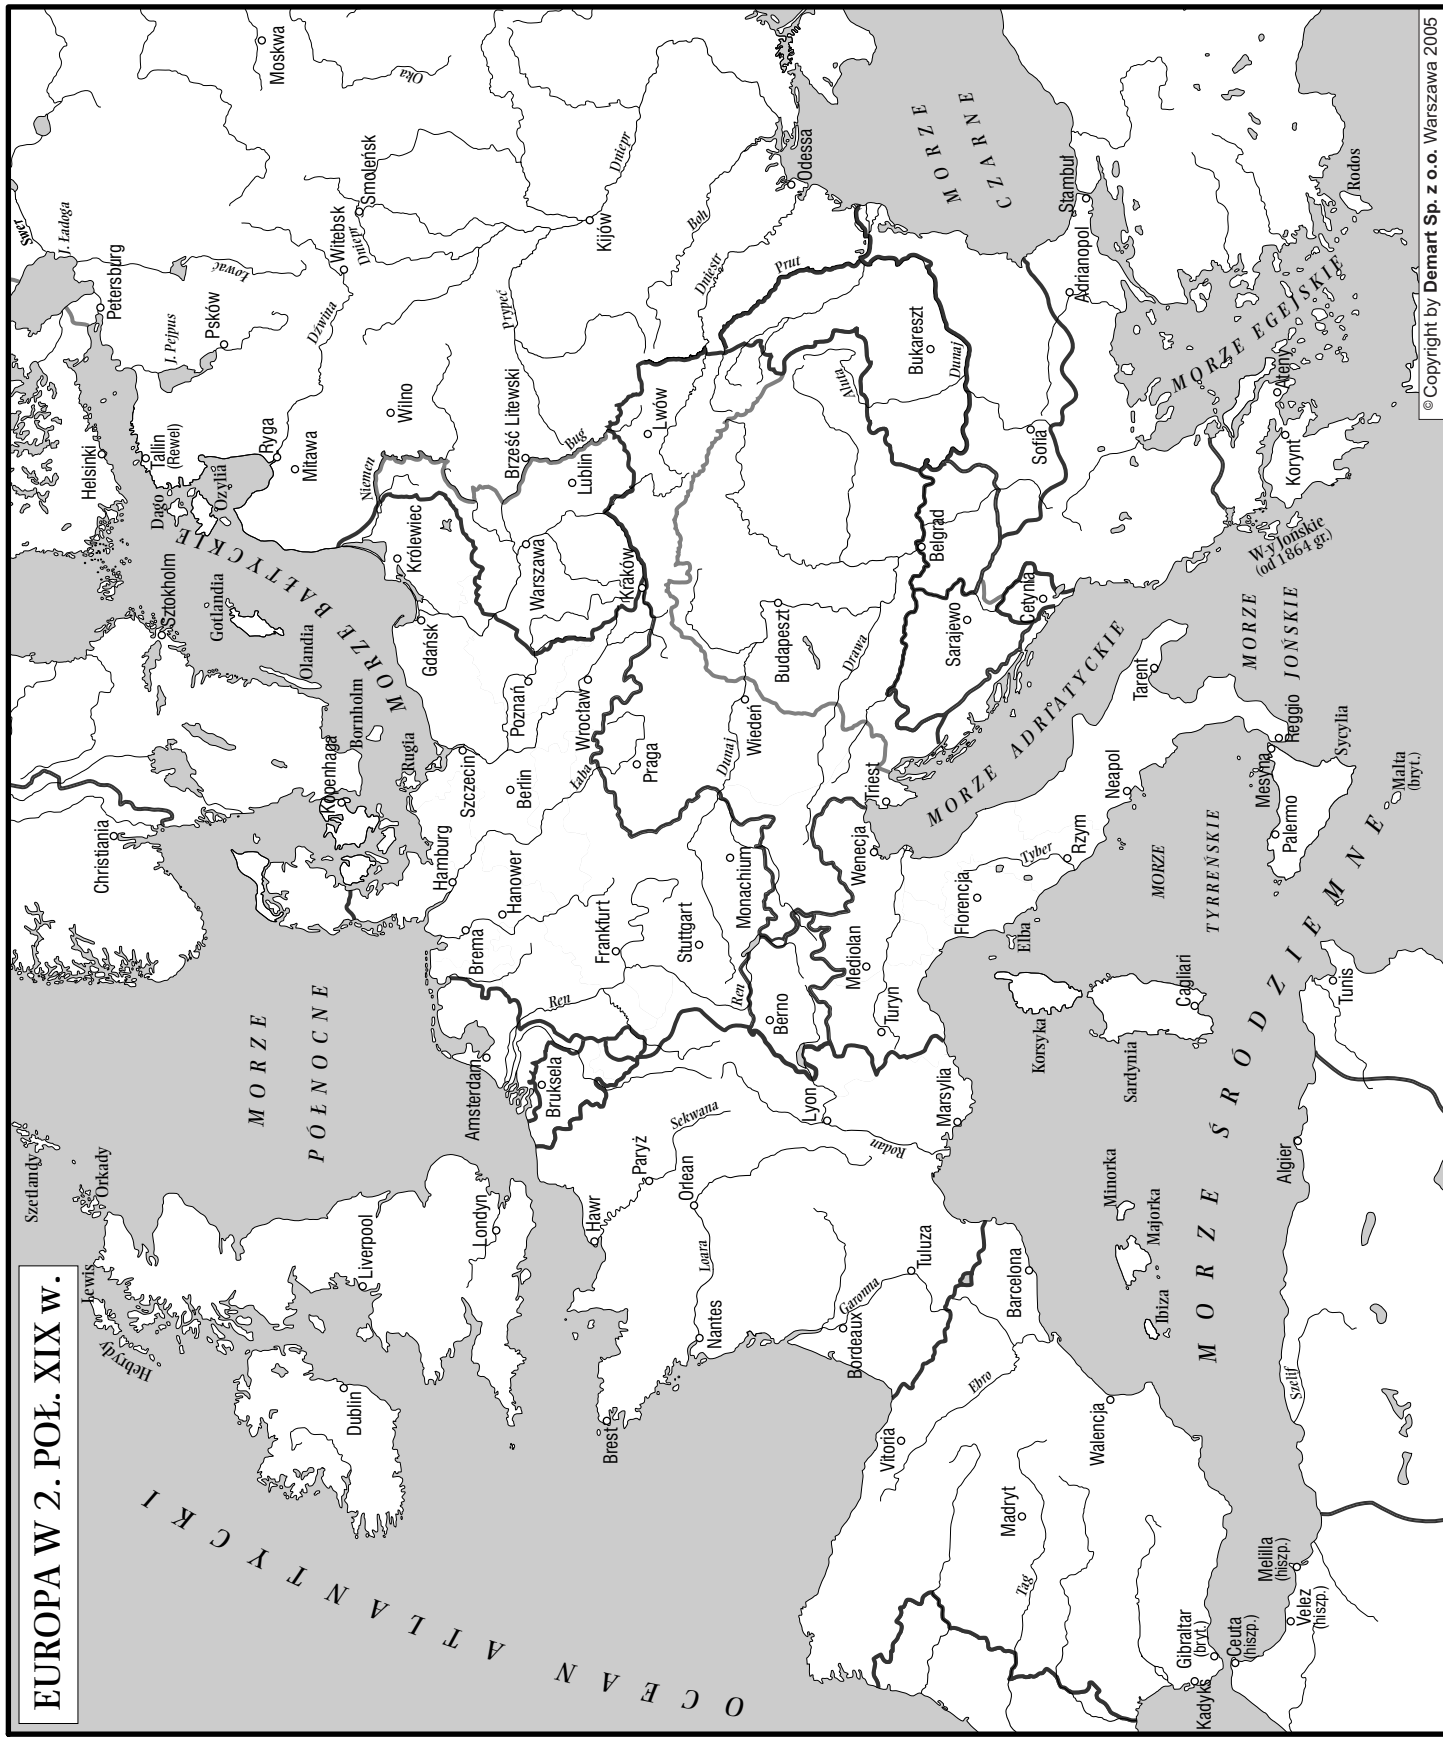 EUROPA W 2. POŁ. XIX w.
OCEAN ATLANTYCKI
MORZE
PÓŁNOCNE
MORZE BAŁTYCKIE
MORZE
CZARNE
MORZE EGEJSKIE
MORZE ADRIATYCKIE
MORZE
JOŃSKIE
MORZE
TYRREŃSKIE
MORZE ŚRÓDZIEMNE
Szetlandy
Orkady
Lewis
Hebrydy
Dublin
Liverpool
Londyn
Christiania
Sztokholm
Gotlandia
Olandia
Bornholm
Kopenhaga
Rugia
Helsinki
Tallin
(Rewel)
Dago
Ozylia
Ryga
Mitawa
Petersburg
J. Ładoga
Swer
J. Pejpus
Psków
Łować
Moskwa
Oka
Witebsk
Smoleńsk
Dniepr
Dźwina
Wilno
Niemen
Królewiec
Gdańsk
Szczecin
Hamburg
Brema
Hanower
Berlin
Poznań
Warszawa
Brześć Litewski
Prypeć
Lublin
Bug
Kijów
Dniepr
Lwów
Kraków
Wrocław
Łaba
Praga
Frankfurt
Ren
Amsterdam
Bruksela
Hawr
Paryż
Sekwana
Orlean
Loara
Nantes
Brest
Stuttgart
Monachium
Ren
Berno
Dunaj
Wiedeń
Budapeszt
Drawa
Boh
Dniestr
Prut
Odessa
Aluta
Bukareszt
Dunaj
Belgrad
Sarajewo
Cetynia
Sofia
Adrianopol
Stambuł
Triest
Wenecja
Mediolan
Turyn
Lyon
Rodan
Marsylia
Bordeaux
Garonna
Tuluza
Vitoria
Ebro
Barcelona
Madryt
Tag
Walencja
Florencja
Elba
Tyber
Rzym
Neapol
Tarent
Reggio
Mesyna
Palermo
Sycylia
Malta
(bryt.)
Korsyka
Sardynia
Cagliari
Minorka
Majorka
Ibiza
W-y Jońskie
(od 1864 gr.)
Ateny
Korynt
Rodos
Kadyks
Gibraltar
(bryt.)
Ceuta
(hiszp.)
Velez
(hiszp.)
Melilla
(hiszp.)
Szelif
Algier
Tunis
© Copyright by Demart Sp. z o.o. Warszawa 2005